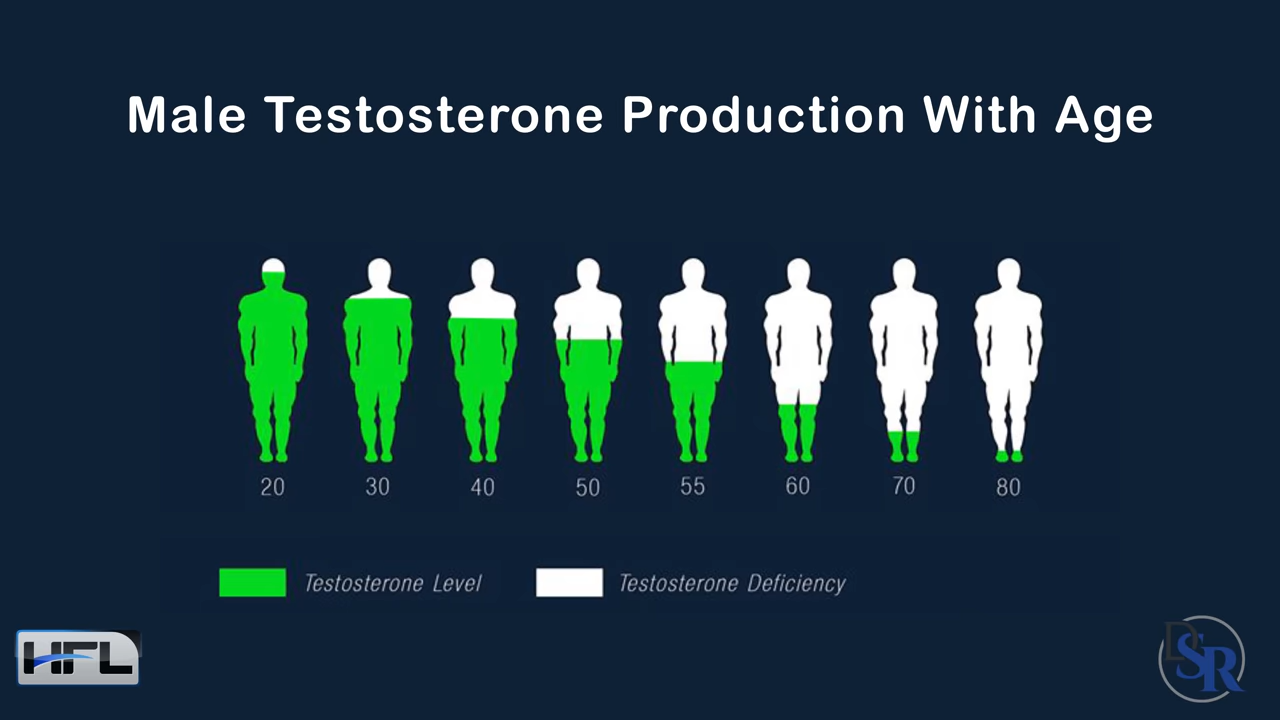 Male Testosterone Production With Age
20 30 40 50 55 60 70 80
Testosterone Level Testosterone Deficiency
HFL
DSR